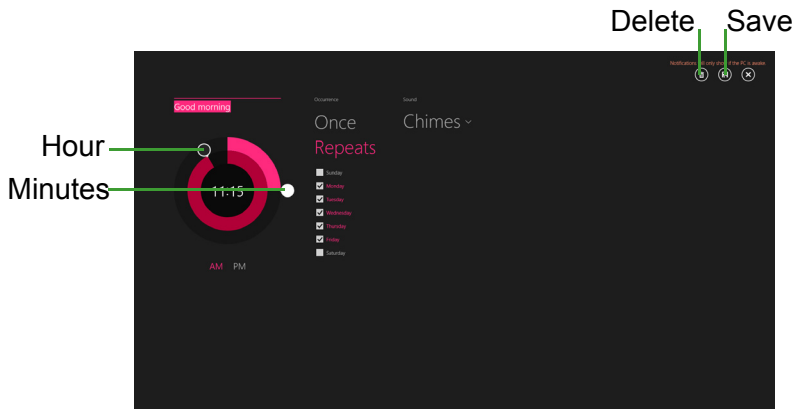 Delete Save
Notifications will only show if the PC is awake.
Good morning
Occurrence
Sound
Once
Chimes
Repeats
Hour
Minutes
11:15
Sunday
Monday
Tuesday
Wednesday
Thursday
Friday
Saturday
AM PM